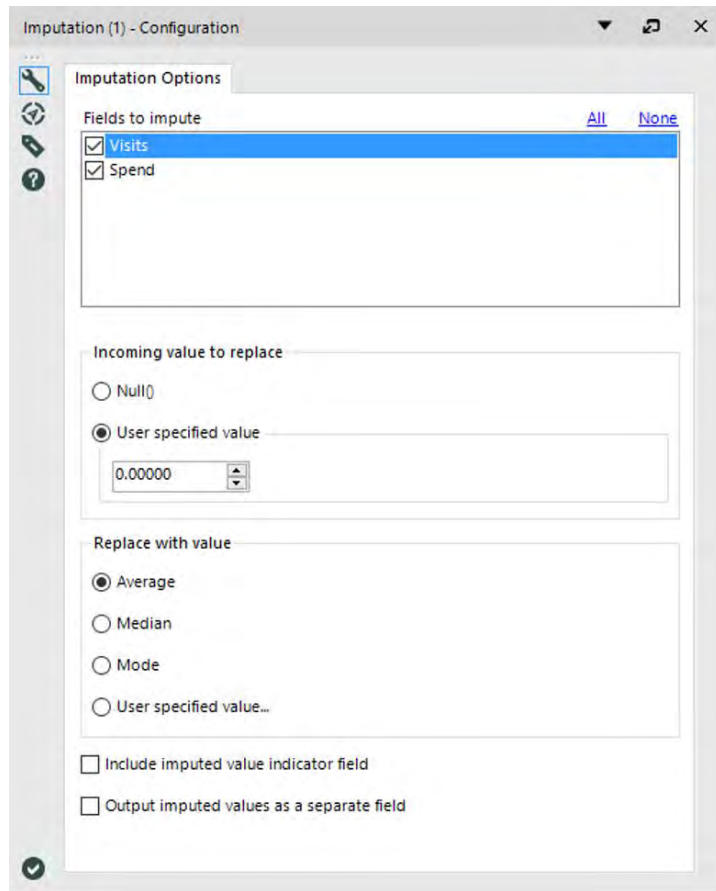 Imputation (1) - Configuration
Imputation Options
Fields to impute All None
Visits
Spend
Incoming value to replace
Null()
User specified value
0.00000
Replace with value
Average
Median
Mode
User specified value...
Include imputed value indicator field
Output imputed values as a separate field